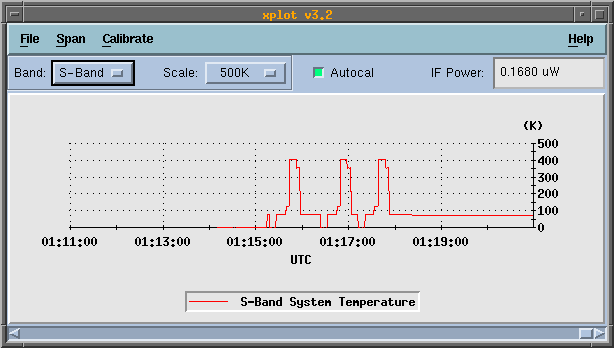 xplot v3.2
File Span Calibrate Help
Band: S-Band Scale: 500K Autocal IF Power: 0.1680 uW
(K)
500
400
300
200
100
0
01:11:00 01:13:00 01:15:00 01:17:00 01:19:00
UTC
S-Band System Temperature